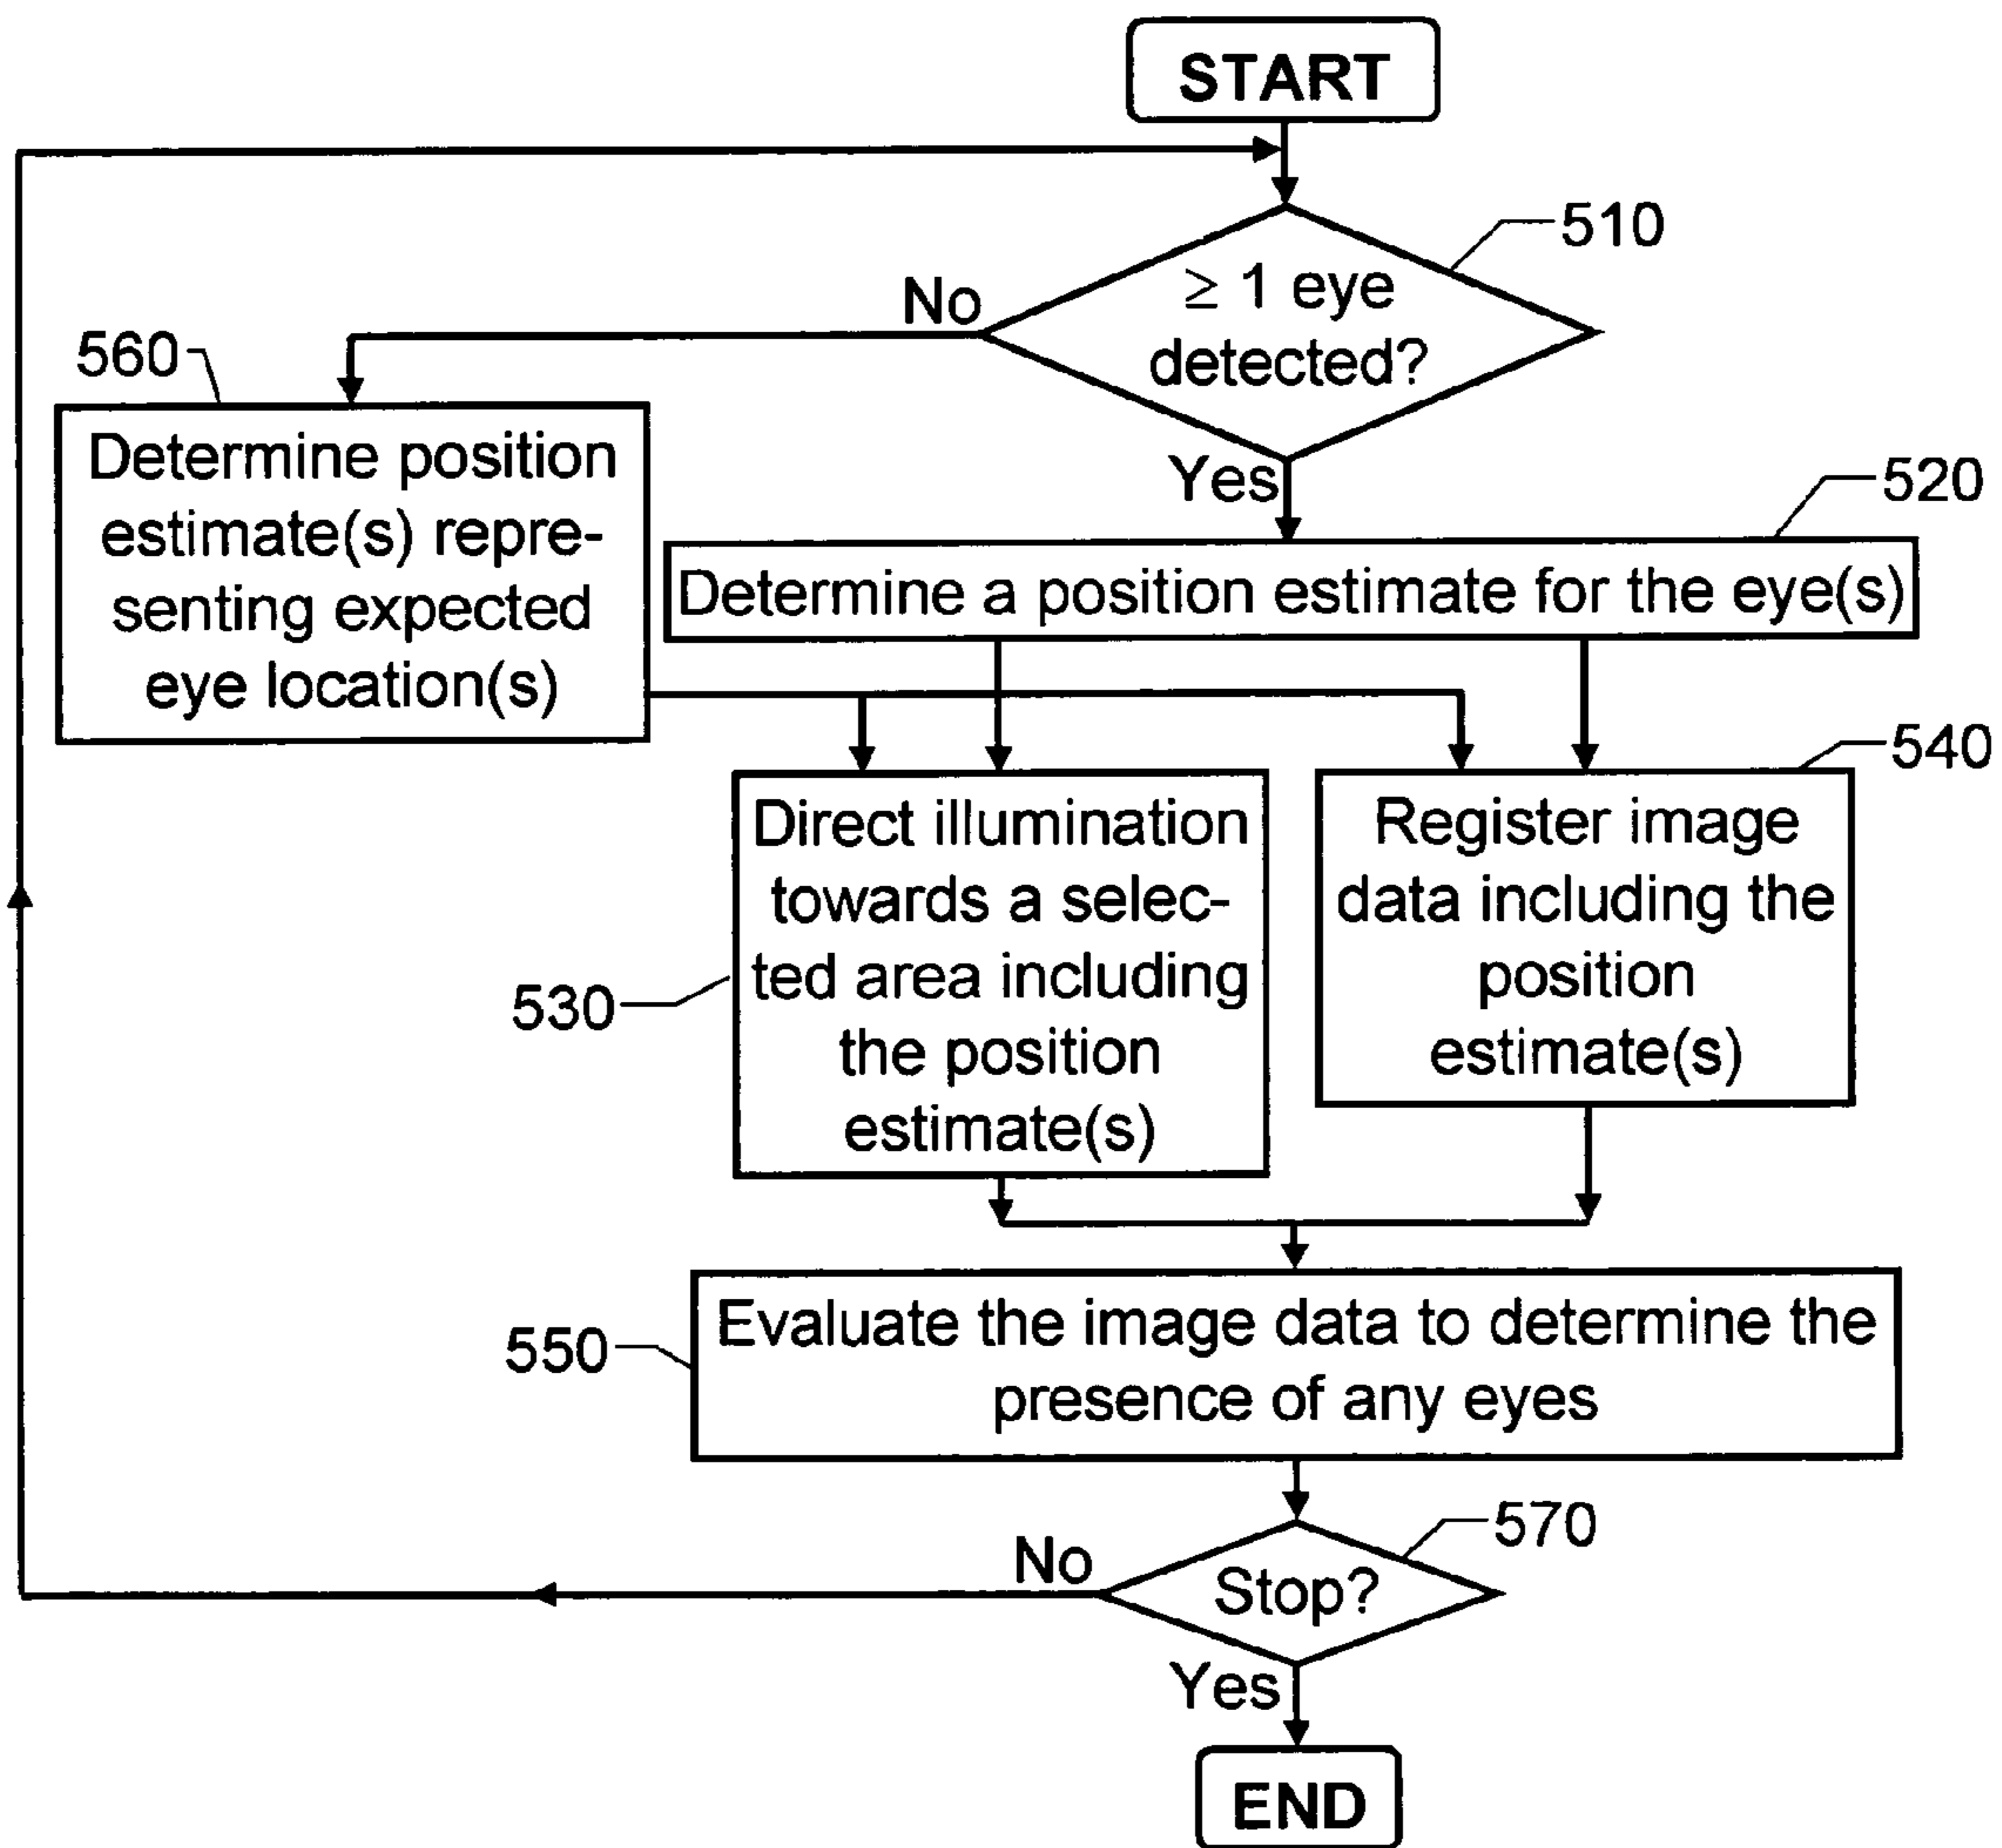 START
510
≥ 1 eye
detected?
No
Yes
560
Determine position
estimate(s) repre-
senting expected
eye location(s)
520
Determine a position estimate for the eye(s)
530
Direct illumination
towards a selec-
ted area including
the position
estimate(s)
540
Register image
data including the
position
estimate(s)
550
Evaluate the image data to determine the
presence of any eyes
570
Stop?
No
Yes
END